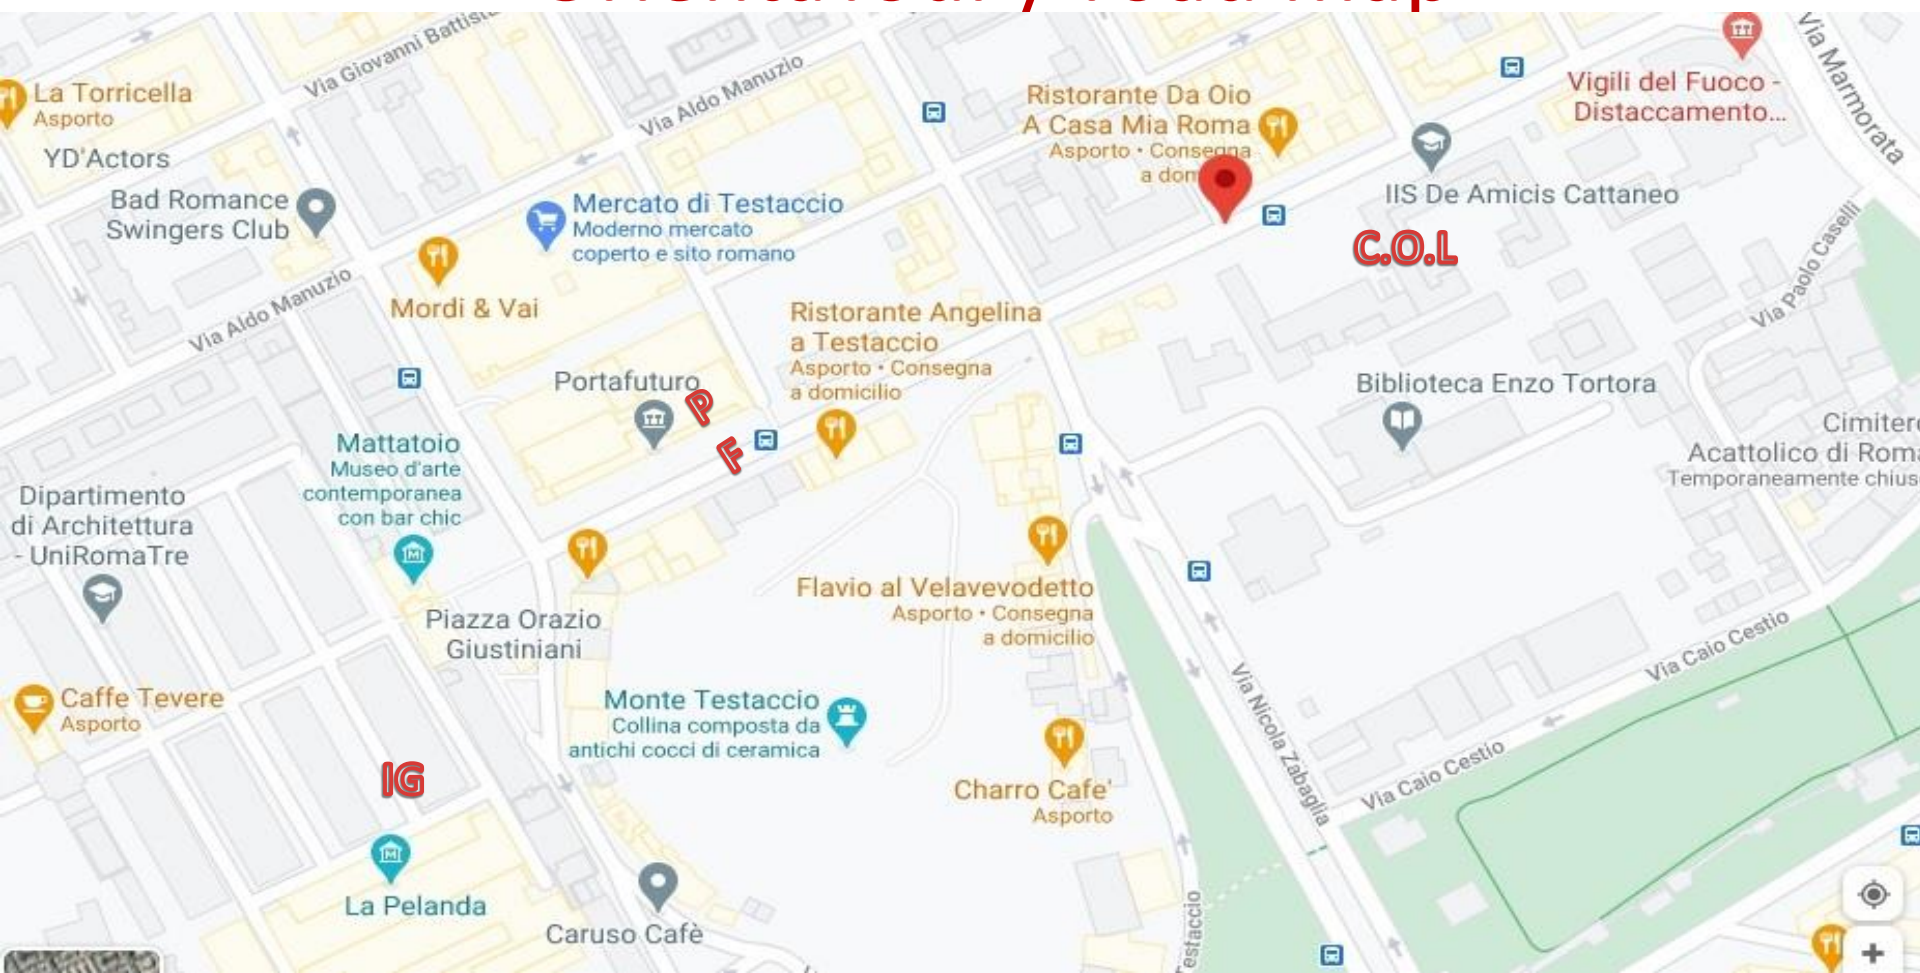 Via Giovanni Battista
Via Aldo Manuzio
Via Marmorata
La Torricella
Asporto
YD'Actors
Bad Romance
Swingers Club
Ristorante Da Oio
A Casa Mia Roma
Asporto • Consegna
a dom
Vigili del Fuoco -
Distaccamento...
IIS De Amicis Cattaneo
C.O.L
Mercato di Testaccio
Moderno mercato
coperto e sito romano
Mordi & Vai
Via Aldo Manuzio
Via Paolo Caselli
Ristorante Angelina
a Testaccio
Asporto • Consegna
a domicilio
Portafuturo
P
F
Biblioteca Enzo Tortora
Cimitero
Acattolico di Roma
Temporaneamente chius
Mattatoio
Museo d'arte
contemporanea
con bar chic
Dipartimento
di Architettura
- UniRomaTre
Flavio al Velavevodetto
Asporto • Consegna
a domicilio
Piazza Orazio
Giustiniani
Via Caio Cestio
Via Nicola Zabaglia
Caffe Tevere
Asporto
Monte Testaccio
Collina composta da
antichi cocci di ceramica
IG
Charro Cafe'
Asporto
Via Caio Cestio
La Pelanda
Caruso Cafè
estaccio